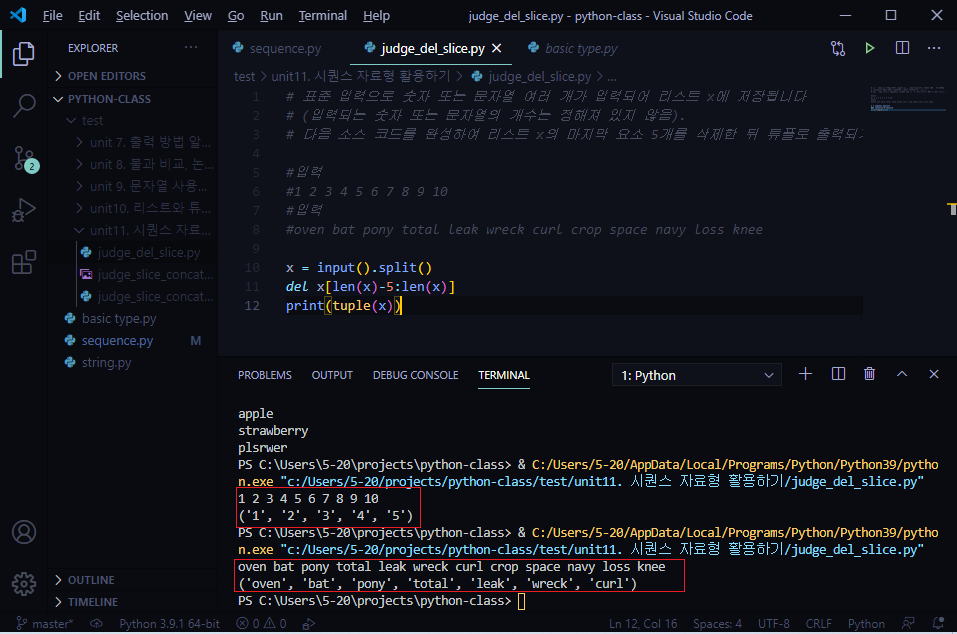 File Edit Selection View Go Run Terminal Help judge_del_slice.py - python-class - Visual Studio Code
EXPLORER ...
OPEN EDITORS
PYTHON-CLASS
test
unit 7. 출력 방법 알...
unit 8. 불과 비교, 논...
unit 9. 문자열 사용...
unit10. 리스트와 튜...
unit11. 시퀀스 자료...
judge_del_slice.py
judge_slice_concat...
judge_slice_concat...
basic type.py
sequence.py M
string.py
OUTLINE
TIMELINE
2
sequence.py judge_del_slice.py basic type.py
test > unit11. 시퀀스 자료형 활용하기 > judge_del_slice.py > ...
1 # 표준 입력으로 숫자 또는 문자열 여러 개가 입력되어 리스트 x에 저장됩니다
2 # (입력되는 숫자 또는 문자열의 개수는 정해져 있지 않음).
3 # 다음 소스 코드를 완성하여 리스트 x의 마지막 요소 5개를 삭제한 뒤 튜플로 출력되게
4
5 #입력
6 #1 2 3 4 5 6 7 8 9 10
7 #입력
8 #oven bat pony total leak wreck curl crop space navy loss knee
9
10 x = input().split()
11 del x[len(x)-5:len(x)]
12 print(tuple(x))
PROBLEMS OUTPUT DEBUG CONSOLE TERMINAL 1: Python
apple
strawberry
plsrwer
PS C:\Users\5-20\projects\python-class> & C:/Users/5-20/AppData/Local/Programs/Python/Python39/pytho
n.exe "c:/Users/5-20/projects/python-class/test/unit11. 시퀀스 자료형 활용하기/judge_del_slice.py"
1 2 3 4 5 6 7 8 9 10
('1', '2', '3', '4', '5')
PS C:\Users\5-20\projects\python-class> & C:/Users/5-20/AppData/Local/Programs/Python/Python39/pytho
n.exe "c:/Users/5-20/projects/python-class/test/unit11. 시퀀스 자료형 활용하기/judge_del_slice.py"
oven bat pony total leak wreck curl crop space navy loss knee
('oven', 'bat', 'pony', 'total', 'leak', 'wreck', 'curl')
PS C:\Users\5-20\projects\python-class>
master* Python 3.9.1 64-bit 0 0 Ln 12, Col 16 Spaces: 4 UTF-8 CRLF Python